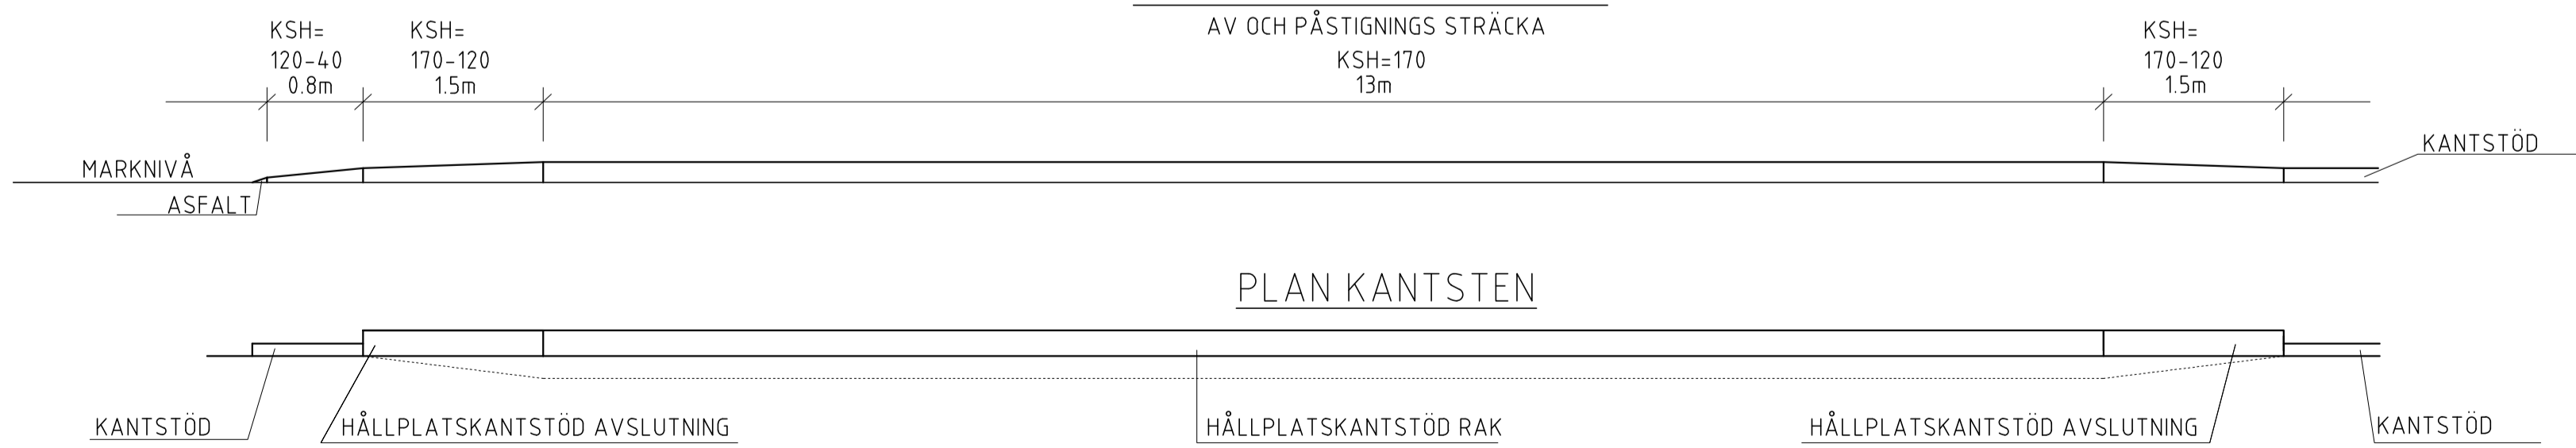 AV OCH PÅSTIGNINGS STRÄCKA
KSH=
120-40
0.8m
KSH=
170-120
1.5m
KSH=170
13m
KSH=
170-120
1.5m
MARKNIVÅ
ASFALT
KANTSTÖD
PLAN KANTSTEN
KANTSTÖD
HÅLLPLATSKANTSTÖD AVSLUTNING
HÅLLPLATSKANTSTÖD RAK
HÅLLPLATSKANTSTÖD AVSLUTNING
KANTSTÖD